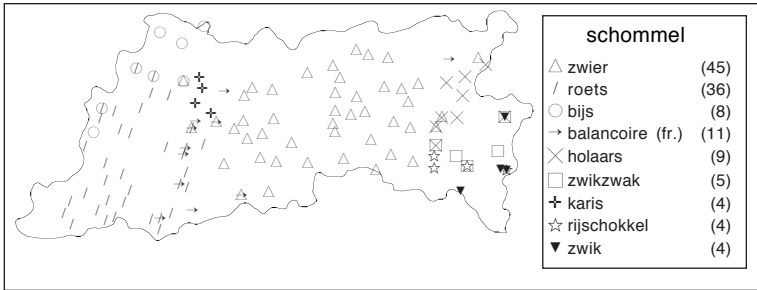 schommel
zwier (45)
roets (36)
bijs (8)
balancoire (fr.) (11)
holaars (9)
zwikzwak (5)
karis (4)
rijschokkel (4)
zwik (4)